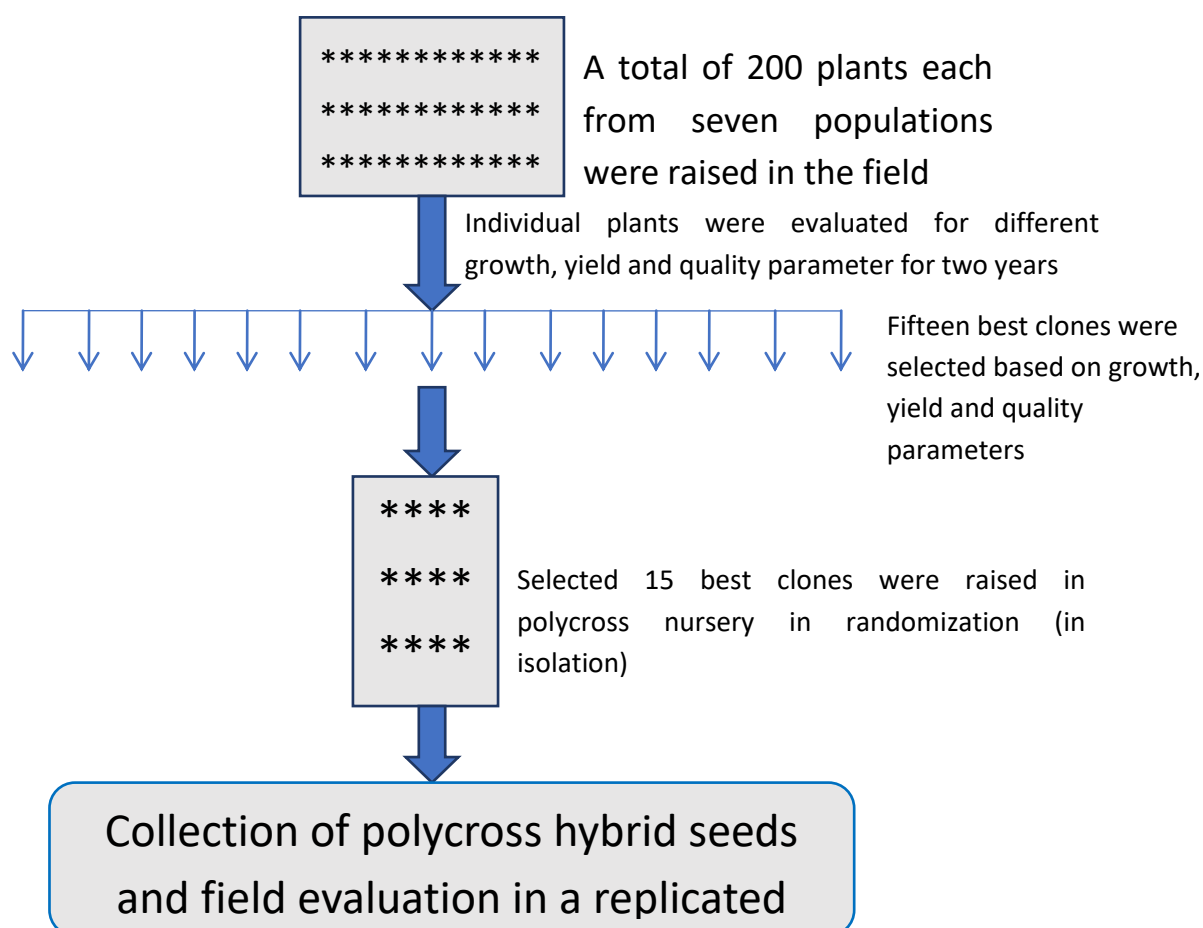 ************
************
************
A total of 200 plants each
from seven populations
were raised in the field
Individual plants were evaluated for different
growth, yield and quality parameter for two years
Fifteen best clones were
selected based on growth,
yield and quality
parameters
****
****
****
Selected 15 best clones were raised in
polycross nursery in randomization (in
isolation)
Collection of polycross hybrid seeds
and field evaluation in a replicated